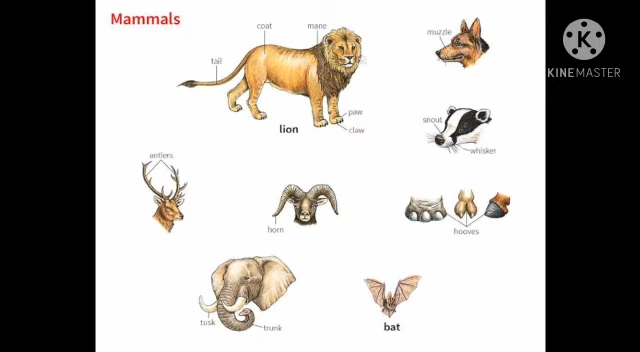 Mammals
coat
mane
muzzle
tail
paw
claw
lion
snout
whisker
antlers
horn
hooves
tusk
trunk
bat
K
KINEMASTER